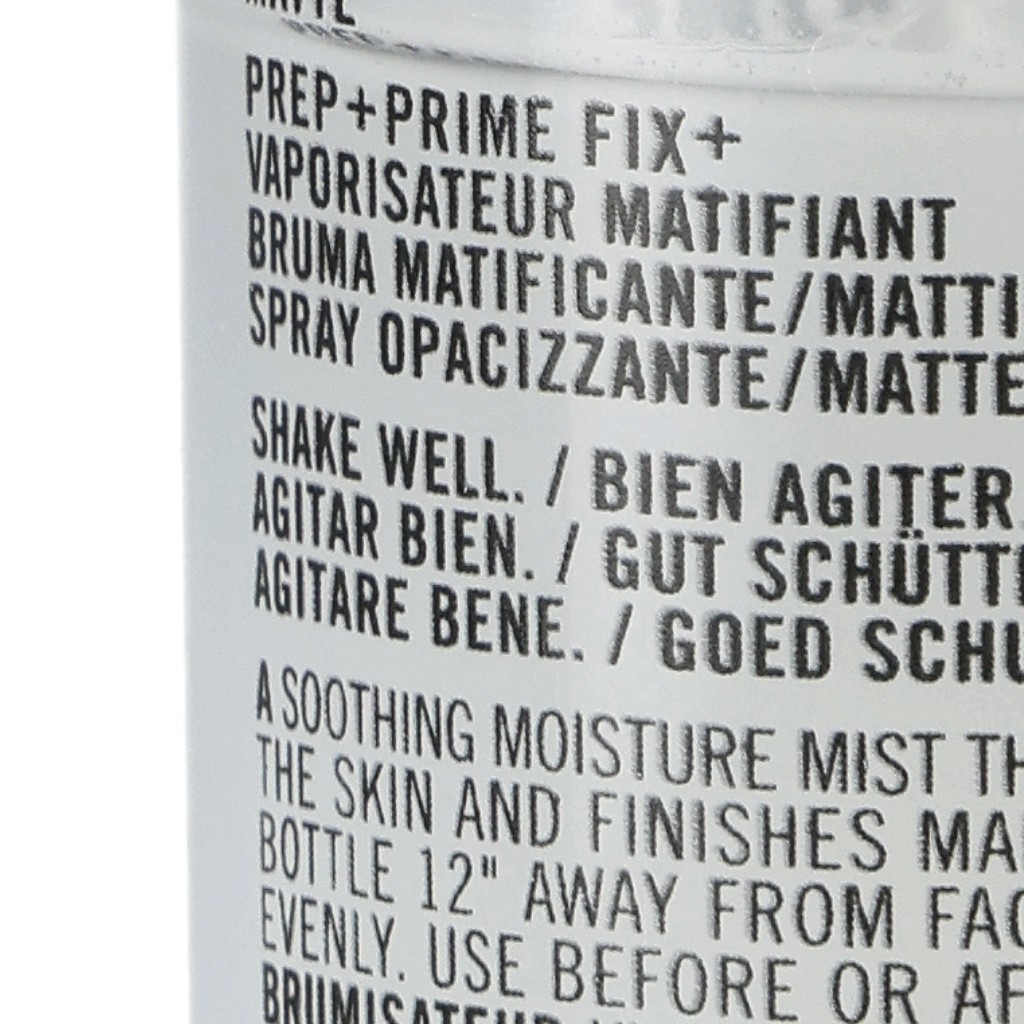 MATTE
PREP+PRIME FIX+
VAPORISATEUR MATIFIANT
BRUMA MATIFICANTE/MATTI
SPRAY OPACIZZANTE/MATTE
SHAKE WELL. / BIEN AGITER.
AGITAR BIEN. / GUT SCHÜTT
AGITARE BENE. / GOED SCHU
A SOOTHING MOISTURE MIST TH
THE SKIN AND FINISHES MA
BOTTLE 12" AWAY FROM FAC
EVENLY. USE BEFORE OR AF
BRUMISATEUR